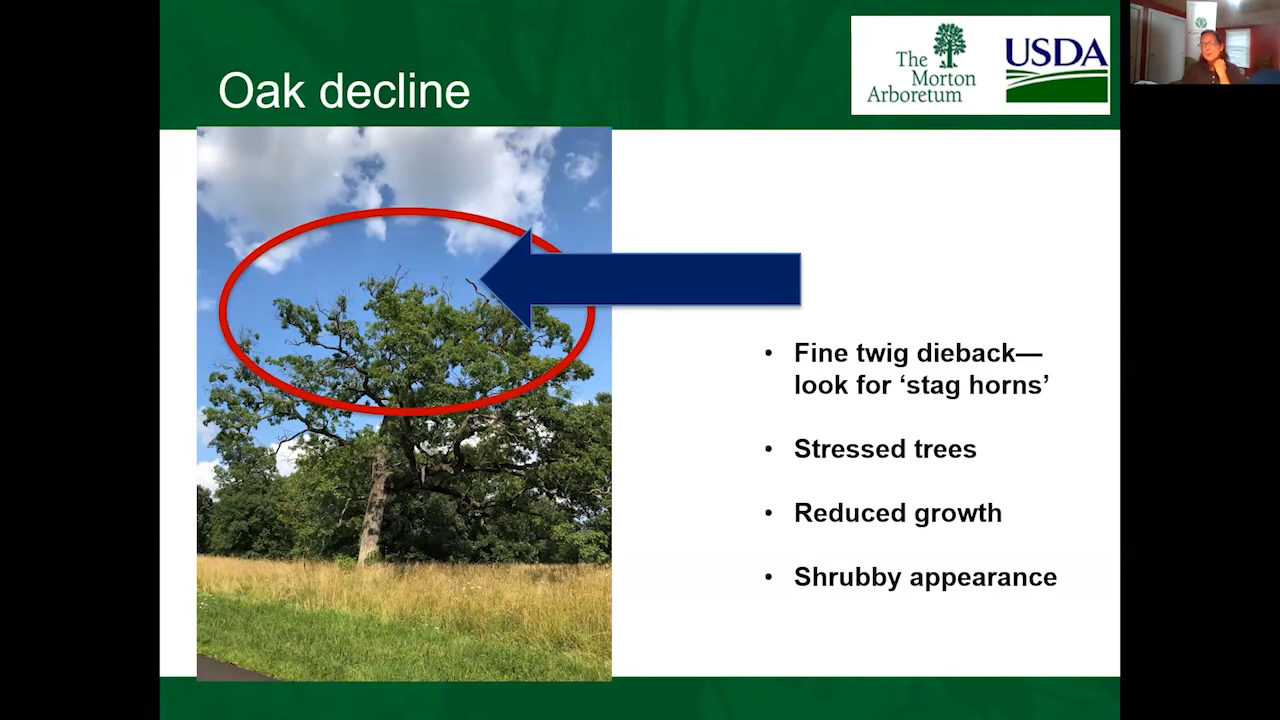 Oak decline
The
Morton
Arboretum
USDA
• Fine twig dieback—
look for ‘stag horns’
• Stressed trees
• Reduced growth
• Shrubby appearance